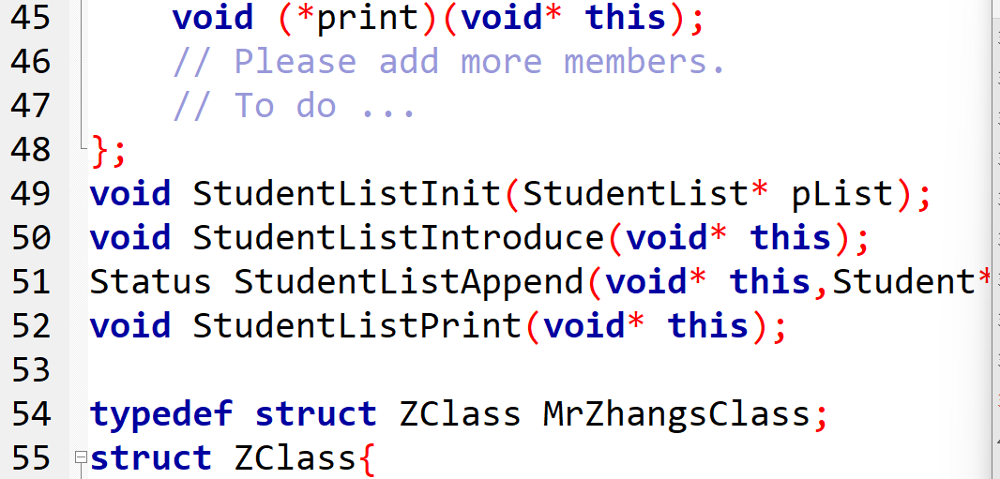 45 void (*print)(void* this);
46 // Please add more members.
47 // To do ...
48 };
49 void StudentListInit(StudentList* pList);
50 void StudentListIntroduce(void* this);
51 Status StudentListAppend(void* this,Student*
52 void StudentListPrint(void* this);
53
54 typedef struct ZClass MrZhangsClass;
55 struct ZClass{